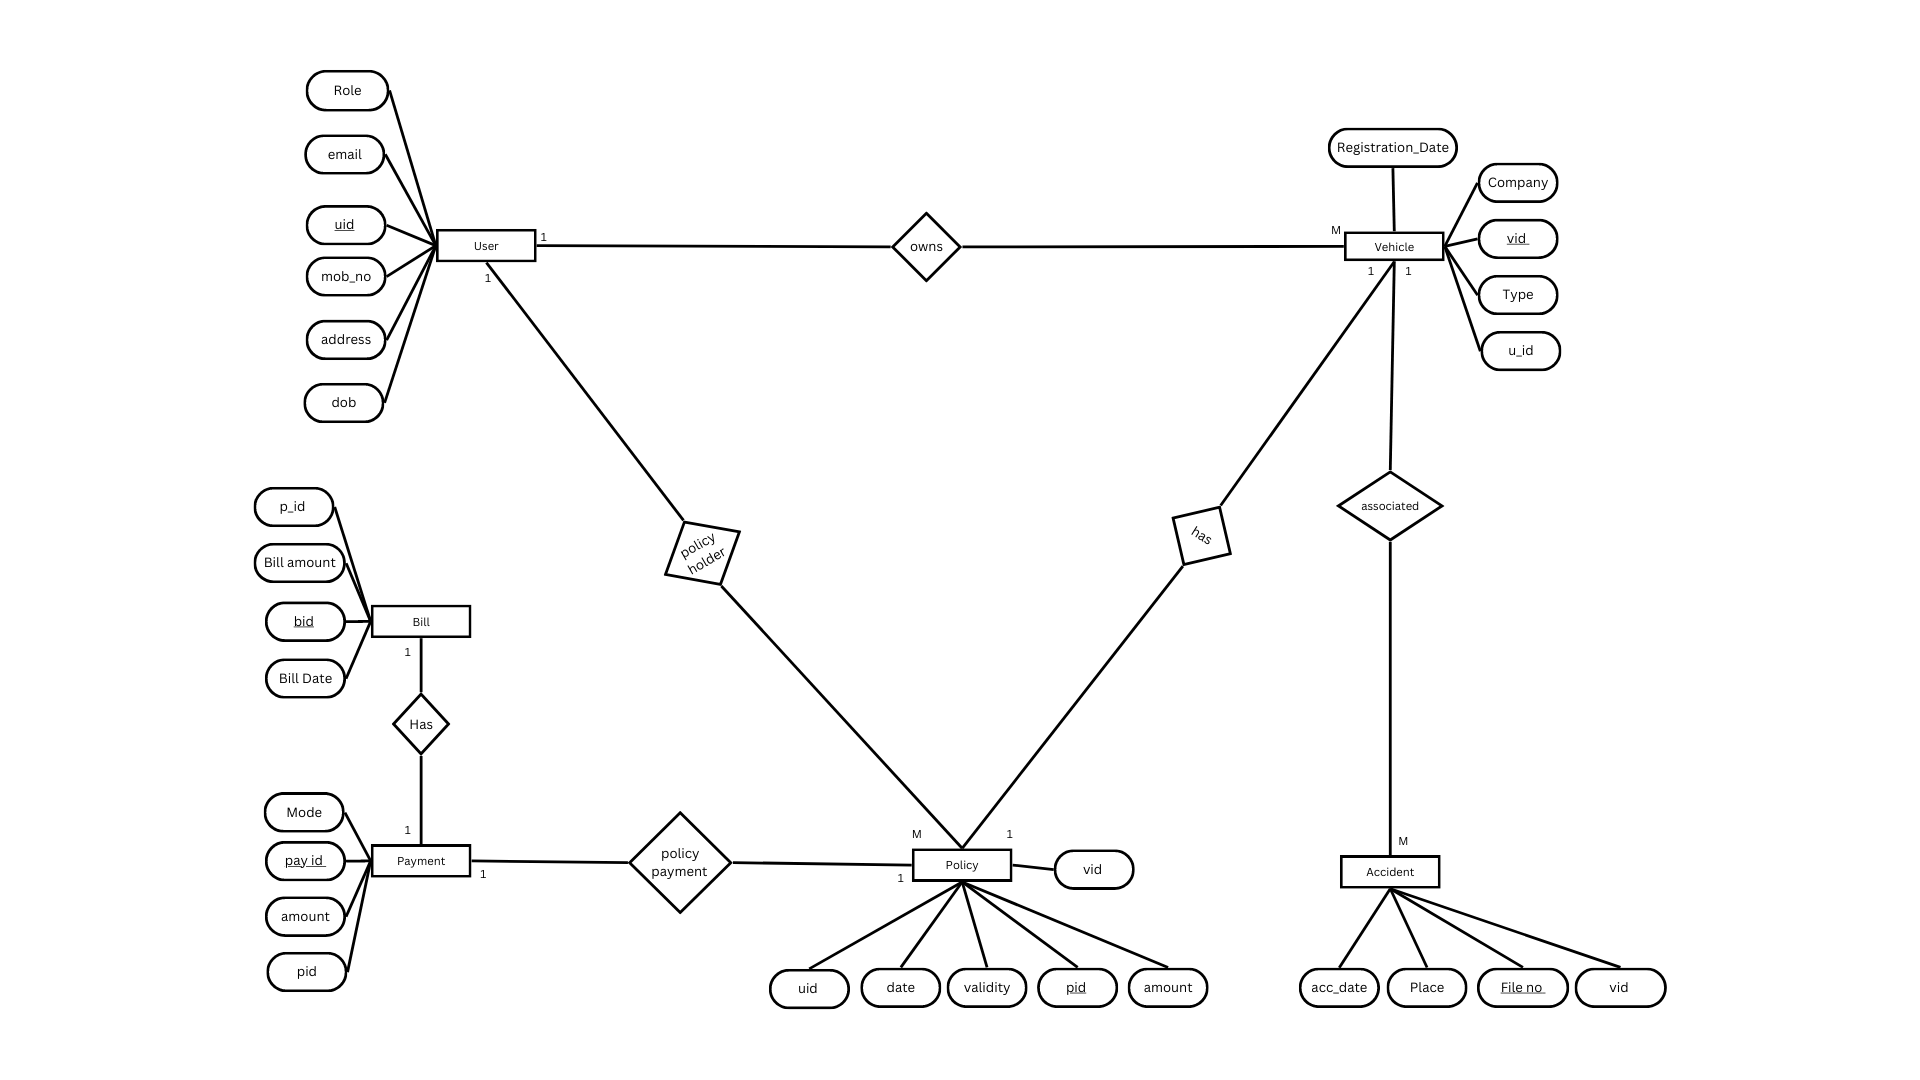 Role
email
uid
mob_no
address
dob
User
1
1
owns
M
Registration_Date
Vehicle
1
1
Company
vid
Type
u_id
policy
holder
has
associated
p_id
Bill amount
bid
Bill Date
Bill
1
Has
1
Mode
pay id
amount
pid
Payment
1
policy
payment
M
1
1
Policy
vid
uid
date
validity
pid
amount
M
Accident
acc_date
Place
File no
vid